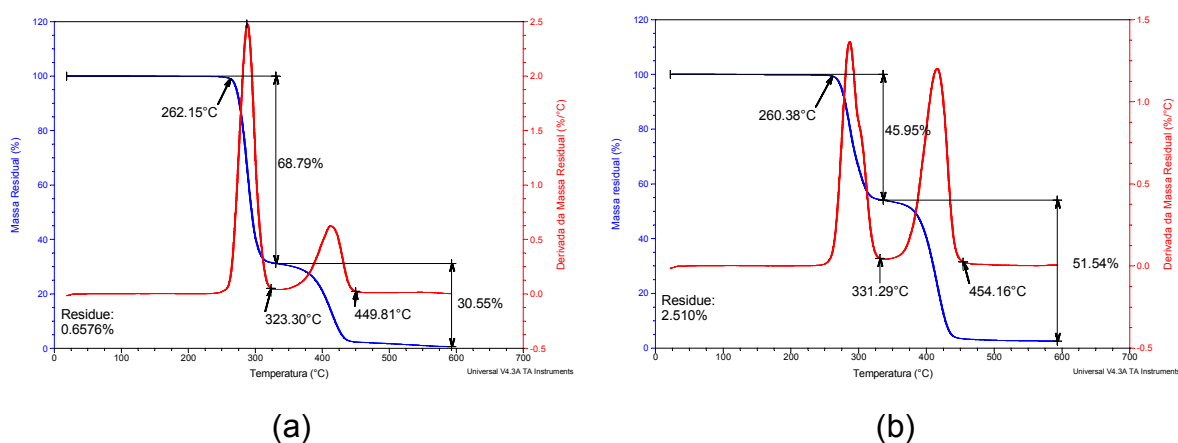 120
100
80
60
40
20
0
Massa Residual (%)
262.15°C
68.79%
323.30°C
449.81°C
30.55%
Residue:
0.6576%
2.5
2.0
1.5
1.0
0.5
0.0
-0.5
Derivada da Massa Residual (%/°C)
0 100 200 300 400 500 600 700
Temperatura (°C)
Universal V4.3A TA Instruments
(a)
120
100
80
60
40
20
0
Massa residual (%)
260.38°C
45.95%
331.29°C
454.16°C
51.54%
Residue:
2.510%
1.5
1.0
0.5
0.0
-0.5
Derivada da Massa Residual (%/°C)
0 100 200 300 400 500 600 700
Temperatura (°C)
Universal V4.3A TA Instruments
(b)